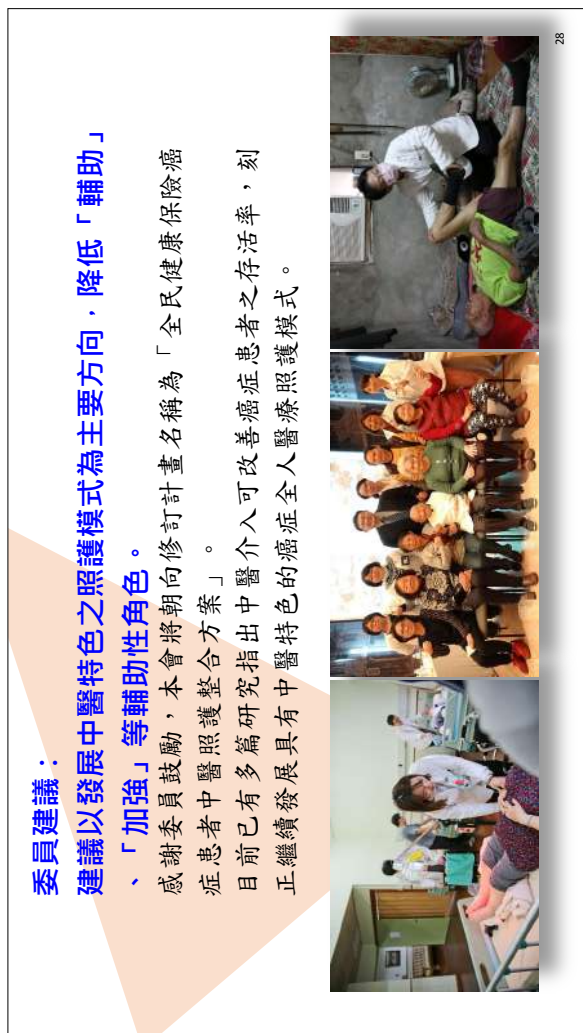 委員建議：
建議以發展中醫特色之照護模式為主要方向，降低「輔助」
、「加強」等輔助性角色。
感謝委員鼓勵，本會將朝向修訂計畫名稱為「全民健康保險癌
症患者中醫照護整合方案」。
目前已有多篇研究指出中醫介入可改善癌症患者之存活率，刻
正繼續發展具有中醫特色的癌症全人醫療照護模式。
28